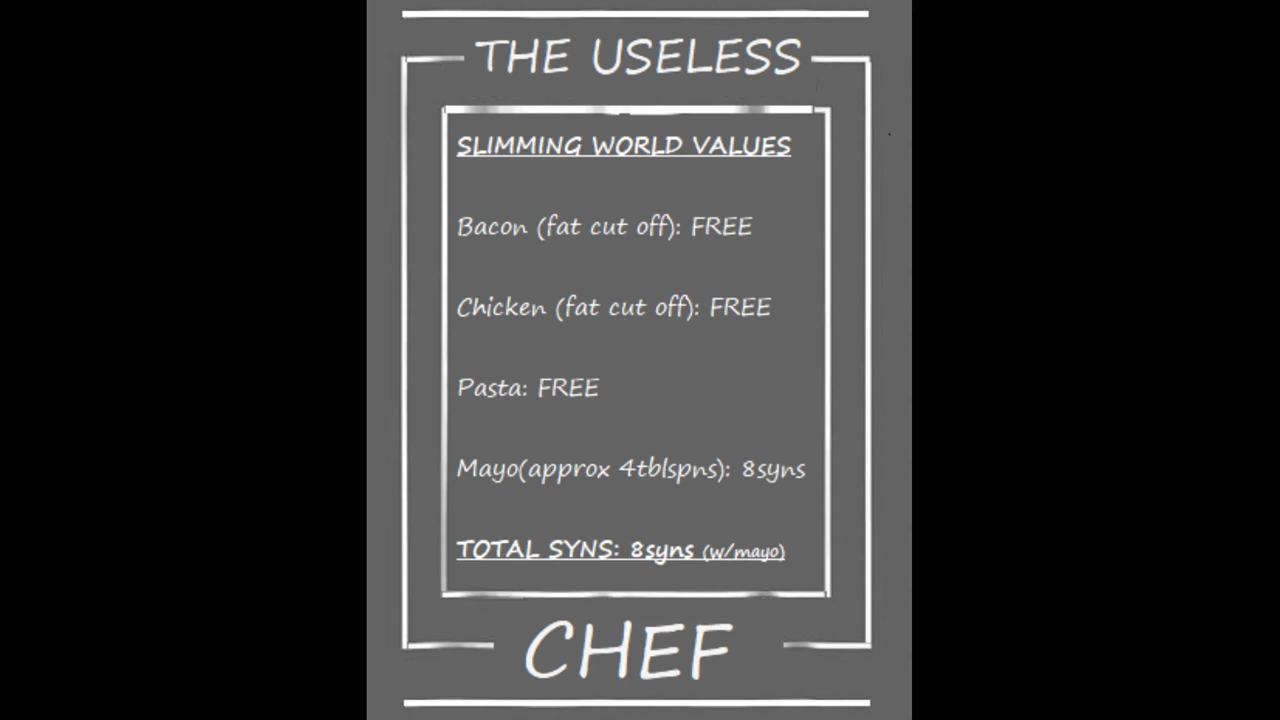 THE USELESS
SLIMMING WORLD VALUES
Bacon (fat cut off): FREE
Chicken (fat cut off): FREE
Pasta: FREE
Mayo(approx 4tblspns): 8syns
TOTAL SYNS: 8syns (w/mayo)
CHEF